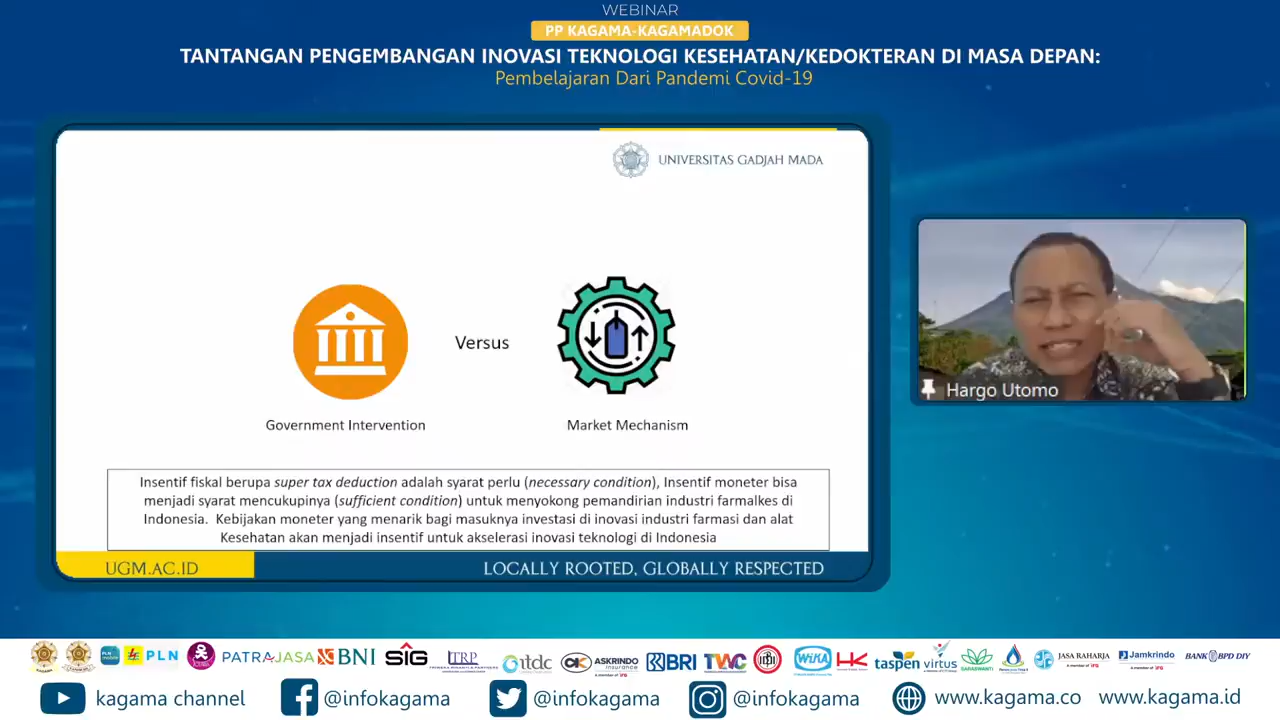 WEBINAR
PP KAGAMA-KAGAMADOK
TANTANGAN PENGEMBANGAN INOVASI TEKNOLOGI KESEHATAN/KEDOKTERAN DI MASA DEPAN:
Pembelajaran Dari Pandemi Covid-19
UNIVERSITAS GADJAH MADA
Versus
Government Intervention
Market Mechanism
Insentif fiskal berupa super tax deduction adalah syarat perlu (necessary condition), Insentif moneter bisa
menjadi syarat mencukupinya (sufficient condition) untuk menyokong pemandirian industri farmalkes di
Indonesia. Kebijakan moneter yang menarik bagi masuknya investasi di inovasi industri farmasi dan alat
Kesehatan akan menjadi insentif untuk akselerasi inovasi teknologi di Indonesia
UGM.AC.ID
LOCALLY ROOTED, GLOBALLY RESPECTED
Hargo Utomo
PLN PATRAJASA BNI SIG TRP itdc ASKRINDO insurance BRI TWC WIKA HK taspen virtus JASA RAHARJA Jamkrindo BANK BPD DIY
kagama channel @infokagama @infokagama @infokagama www.kagama.co www.kagama.id